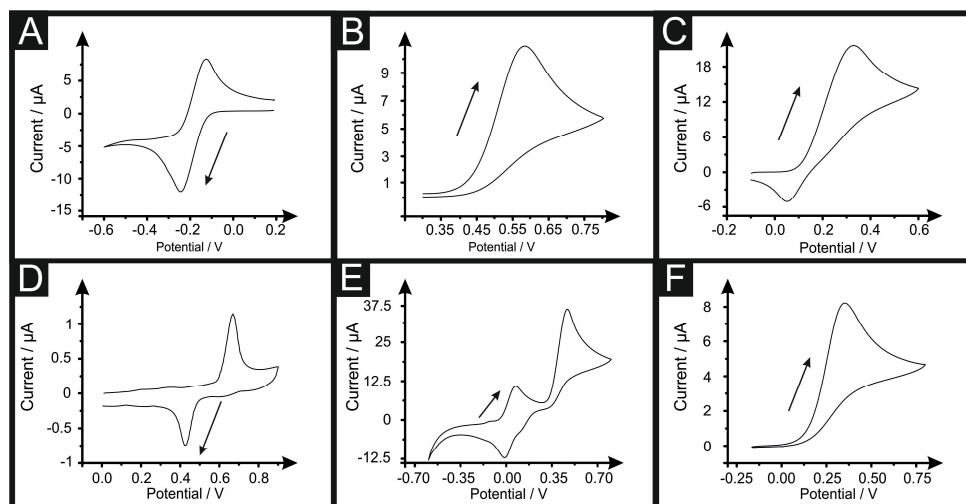 A
Current / µA
5
0
-5
-10
-15
-0.6 -0.4 -0.2 0.0 0.2
Potential / V
B
Current / µA
9
7
5
3
1
0.35 0.45 0.55 0.65 0.75
Potential / V
C
Current / µA
18
12
6
0
-6
-0.2 0.0 0.2 0.4 0.6
Potential / V
D
Current / µA
1
0.5
0
-0.5
-1
0.0 0.2 0.4 0.6 0.8
Potential / V
E
Current / µA
37.5
25
12.5
0
-12.5
-0.70 -0.35 0.00 0.35 0.70
Potential / V
F
Current / µA
8
6
4
2
0
-0.25 0.00 0.25 0.50 0.75
Potential / V